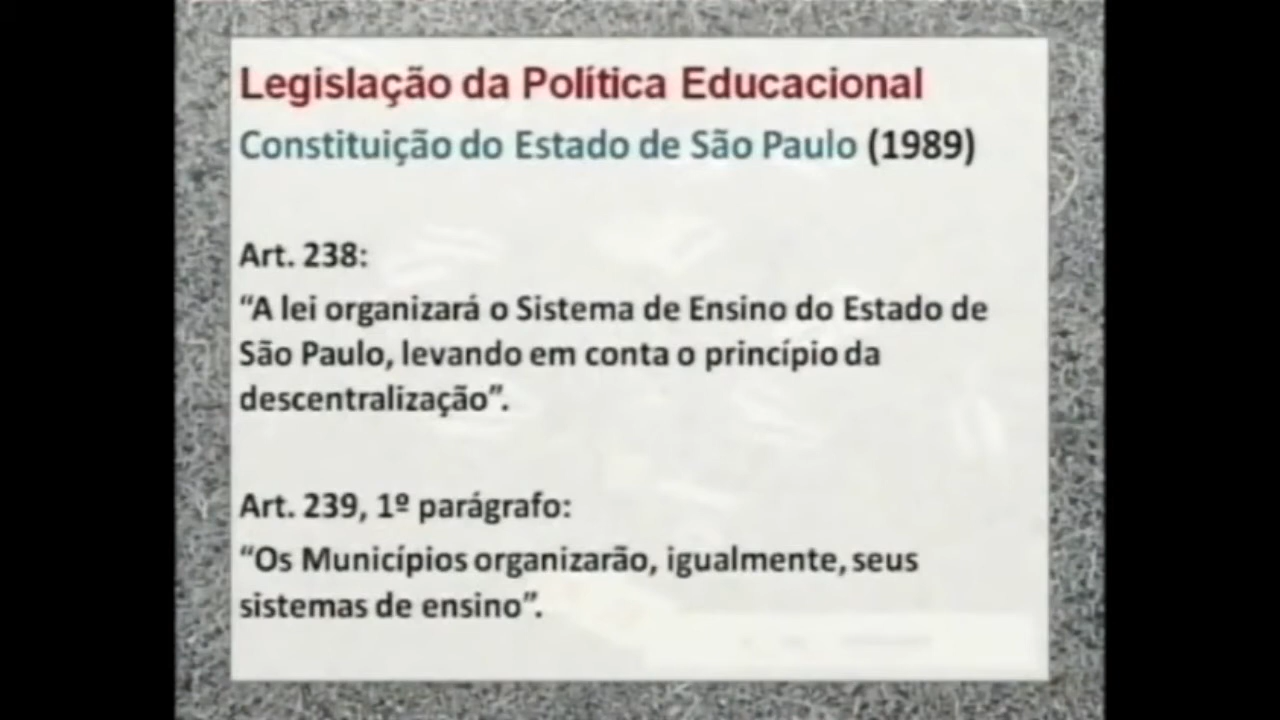 Legislação da Política Educacional
Constituição do Estado de São Paulo (1989)
Art. 238:
“A lei organizará o Sistema de Ensino do Estado de
São Paulo, levando em conta o princípio da
descentralização”.
Art. 239, 1º parágrafo:
“Os Municípios organizarão, igualmente, seus
sistemas de ensino”.